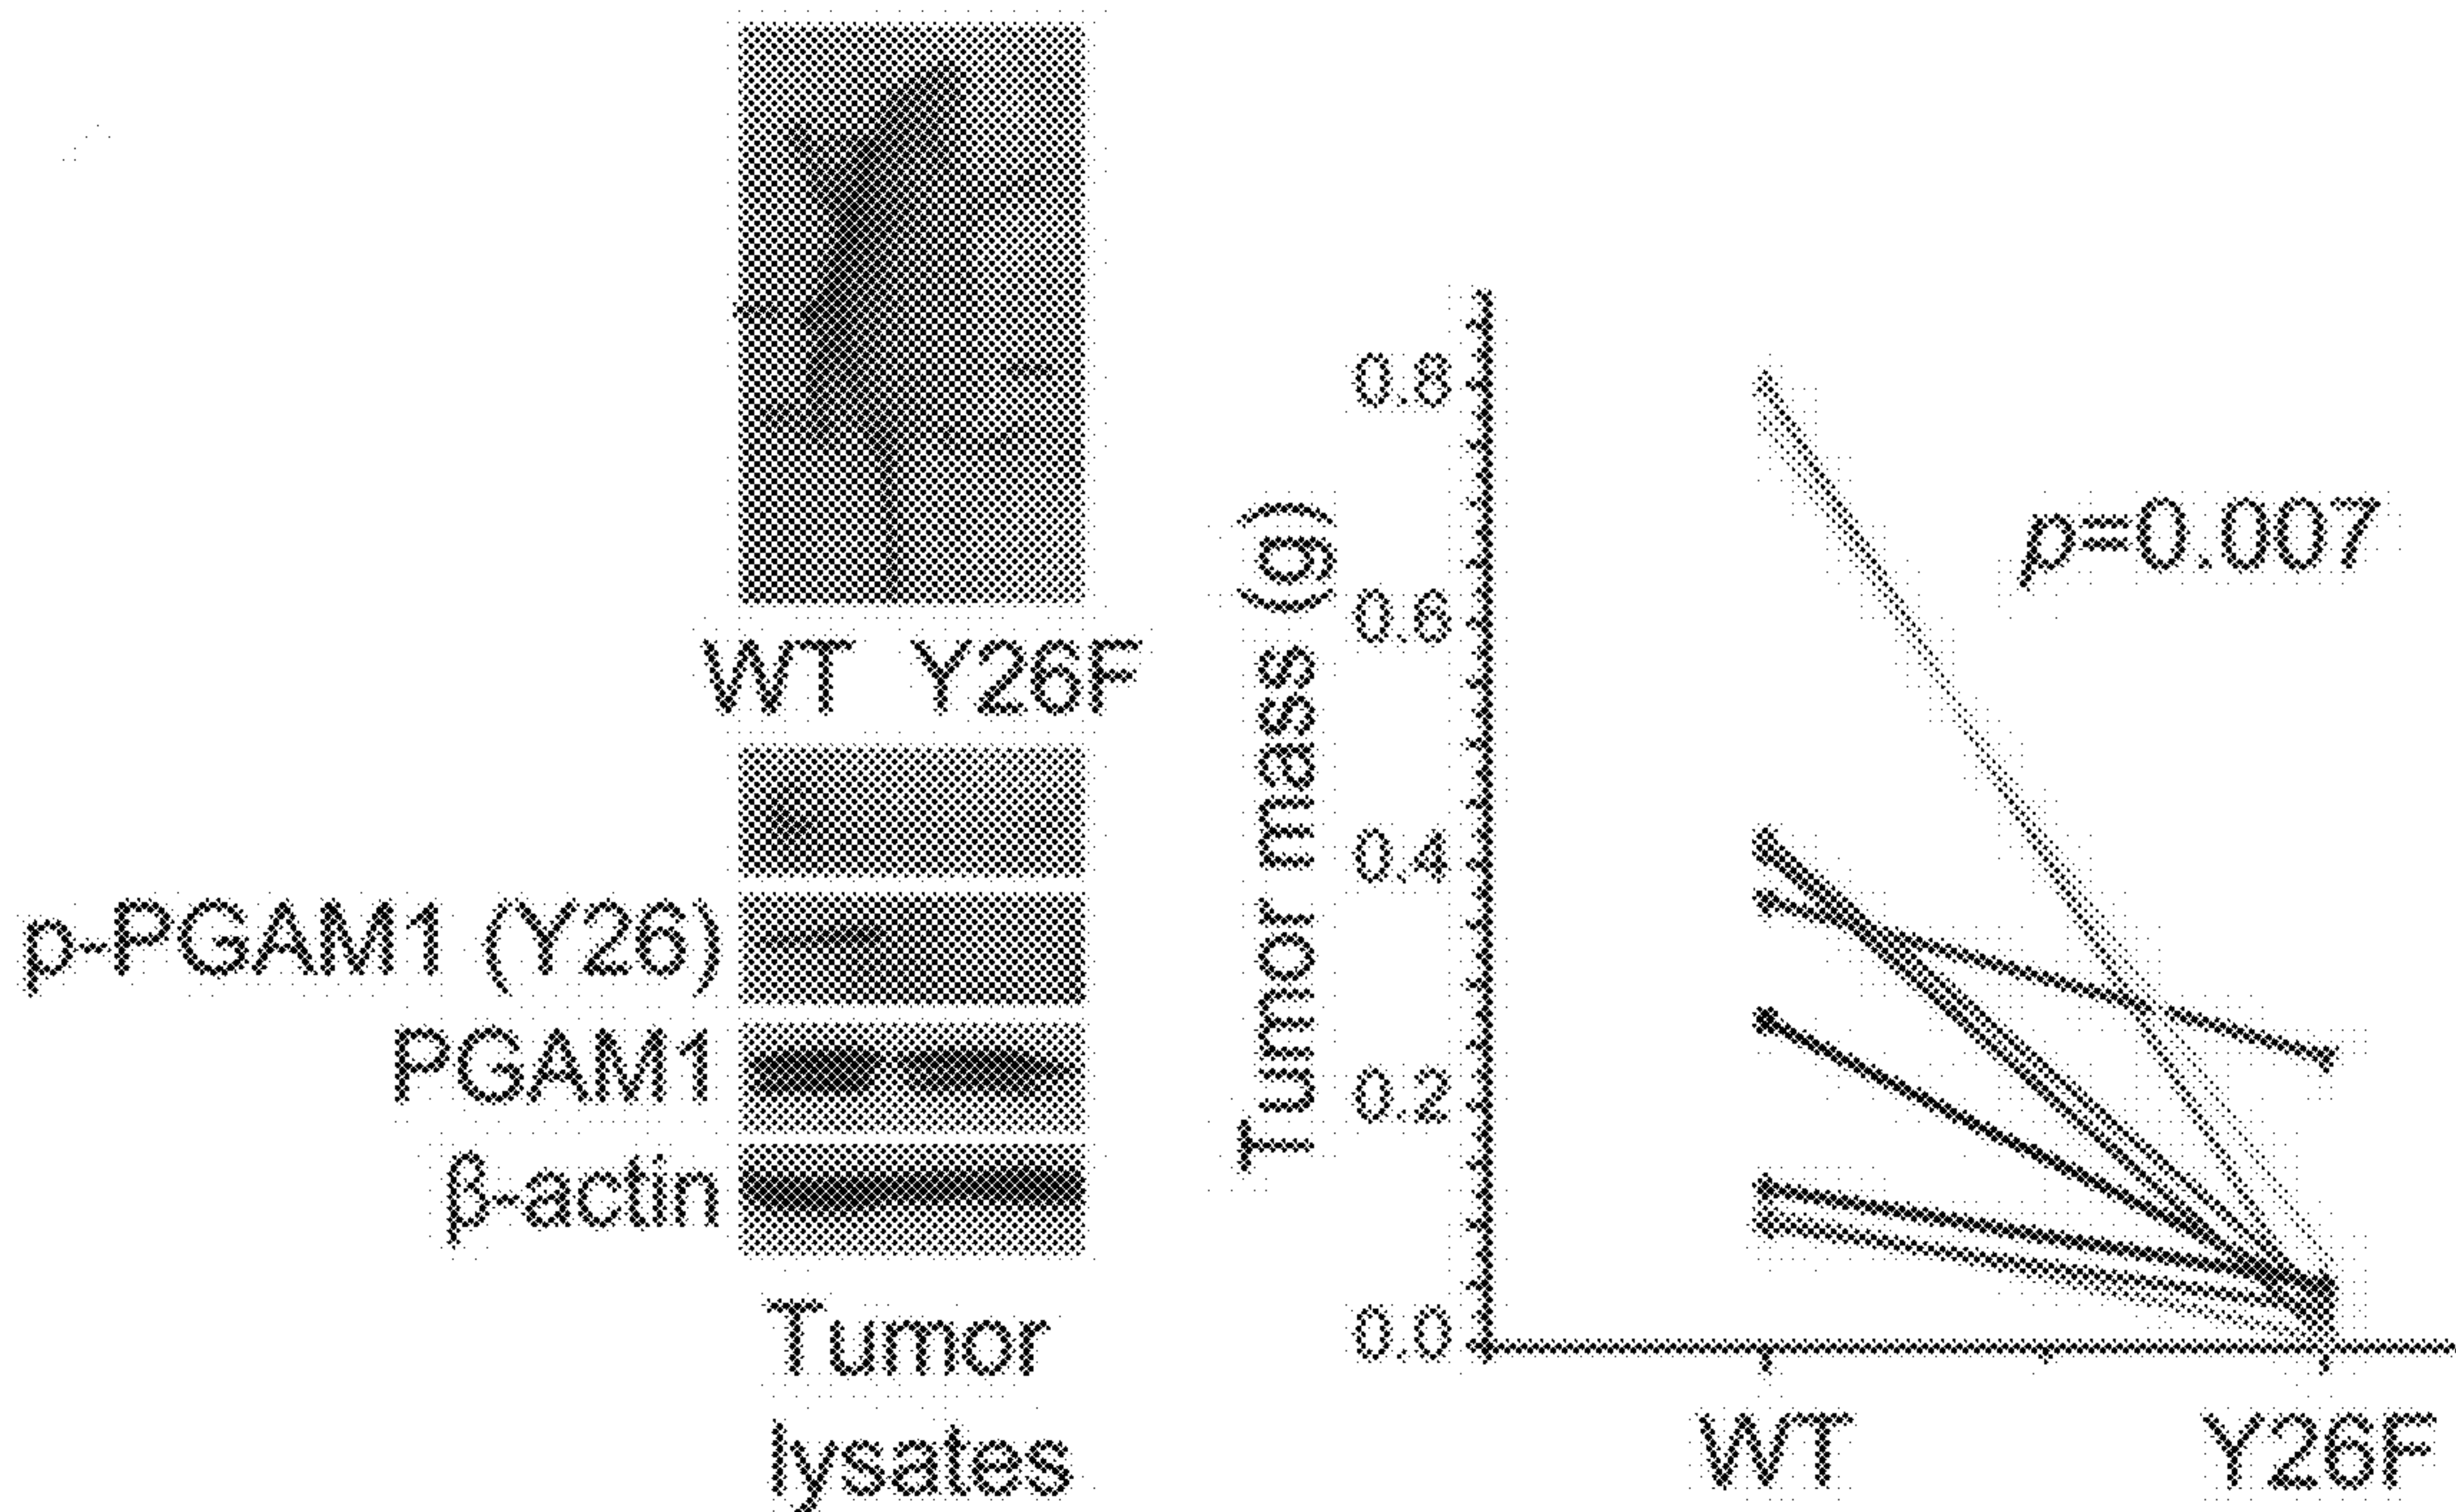 WT Y26F
p-PGAM1 (Y26)
PGAM1
β-actin
Tumor
lysates
Tumor mass (g)
0.8
0.6
0.4
0.2
0.0
p=0.007
WT Y26F